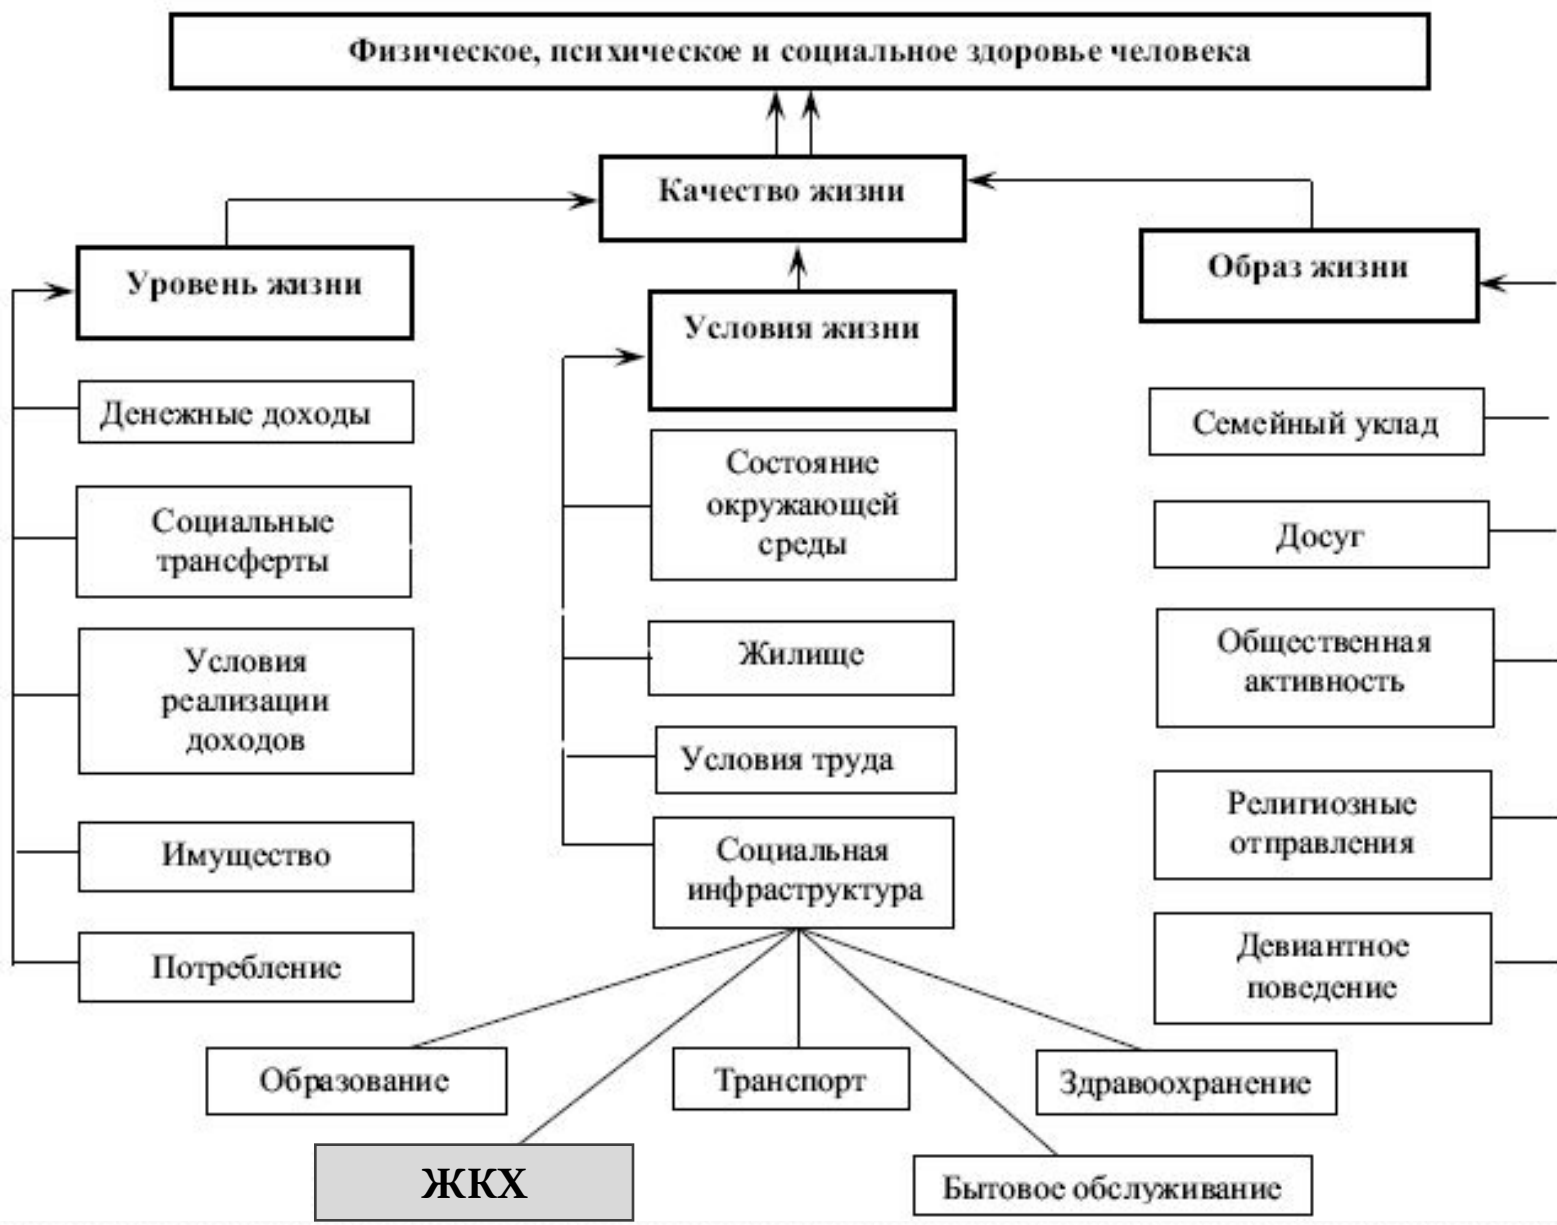 Физическое, психическое и социальное здоровье человека
Качество жизни
Уровень жизни
Условия жизни
Образ жизни
Денежные доходы
Социальные
трансферты
Условия
реализации
доходов
Имущество
Потребление
Состояние
окружающей
среды
Жилище
Условия труда
Социальная
инфраструктура
Семейный уклад
Досуг
Общественная
активность
Религиозные
отправления
Девиантное
поведение
Образование
Транспорт
Здравоохранение
ЖКХ
Бытовое обслуживание